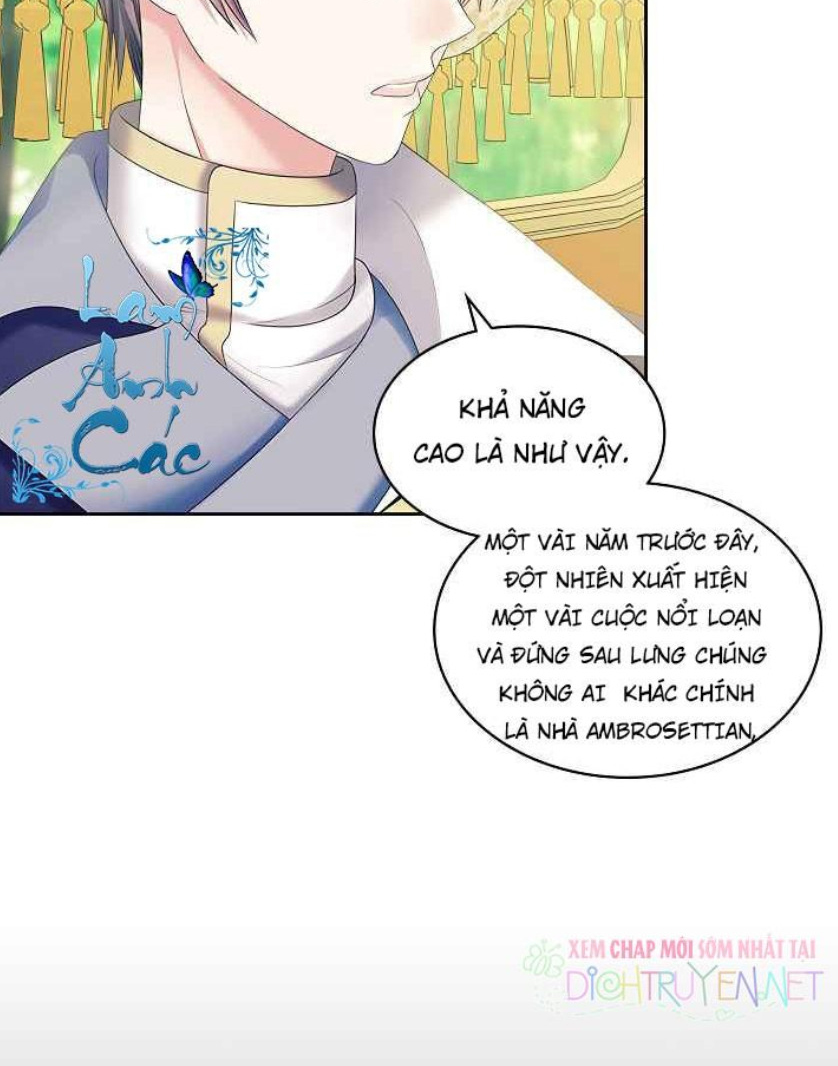 Lam
Anh
Các
KHẢ NĂNG
CAO LÀ NHƯ VẬY.
MỘT VÀI NĂM TRƯỚC ĐÂY,
ĐỘT NHIÊN XUẤT HIỆN
MỘT VÀI CUỘC NỔI LOẠN
VÀ ĐỨNG SAU LƯNG CHÚNG
KHÔNG AI KHÁC CHÍNH
LÀ NHÀ AMBROSETTIAN,
XEM CHAP MỚI SỚM NHẤT TẠI
DICHTRUYEN.NET